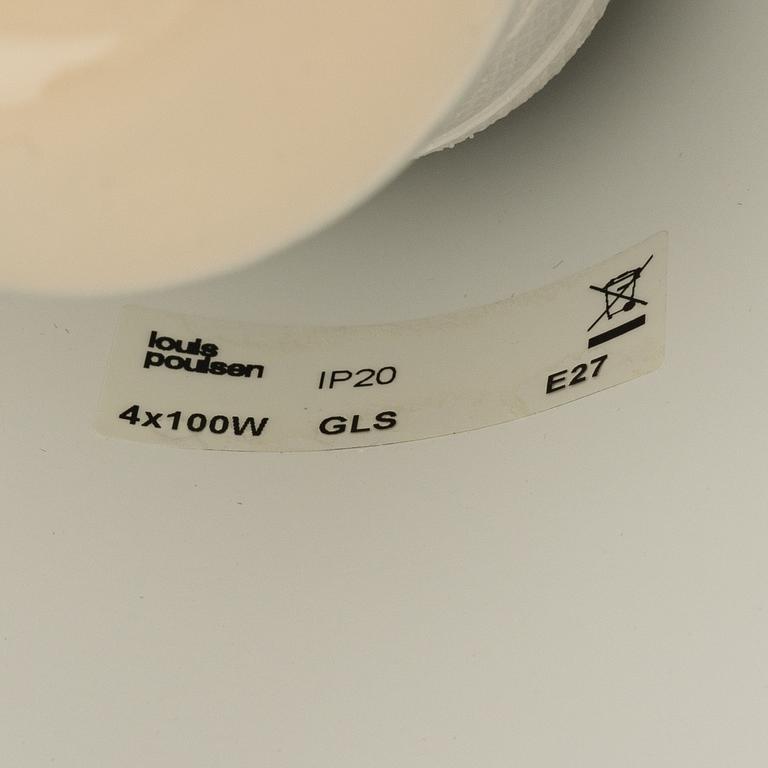 louis
poulsen
IP20
4x100W GLS E27